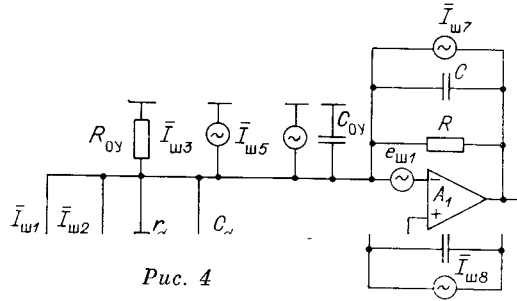 Ī ш7
C
R ОУ
Ī ш3
Ī ш5
C ОУ
R
e ш1
A 1
Ī ш1
Ī ш2
Ī ш8
Рис. 4